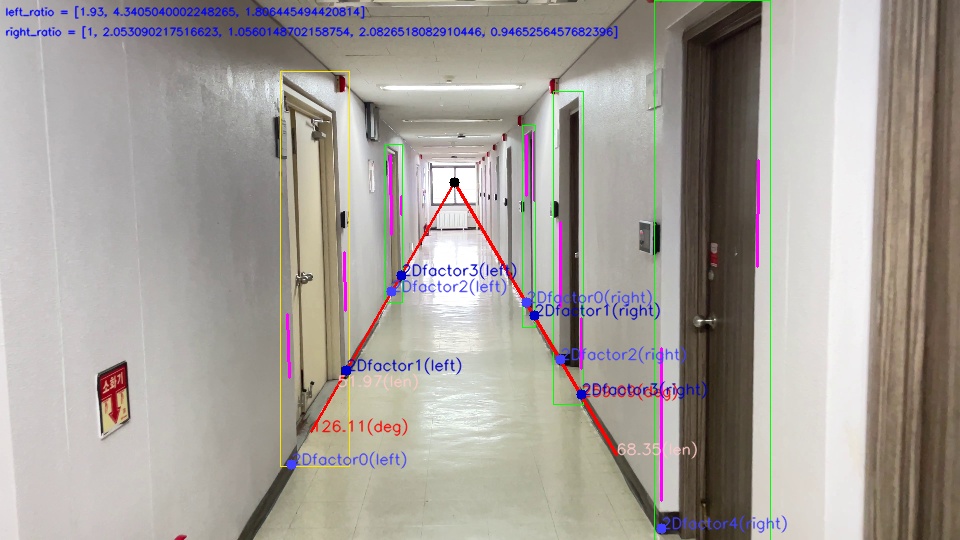 left_ratio = [1.93, 4.3405040002248265, 1.806445494420814]
right_ratio = [1, 2.053090217516623, 1.0560148702158754, 2.0826518082910446, 0.9465256457682396]
2Dfactor3(left)
2Dfactor2(left)
2Dfactor0(right)
2Dfactor1(right)
2Dfactor2(right)
2Dfactor1(left)
51.97(len)
2Dfactor3(right)
126.11(deg)
68.35(len)
2Dfactor0(left)
2Dfactor4(right)
소화기